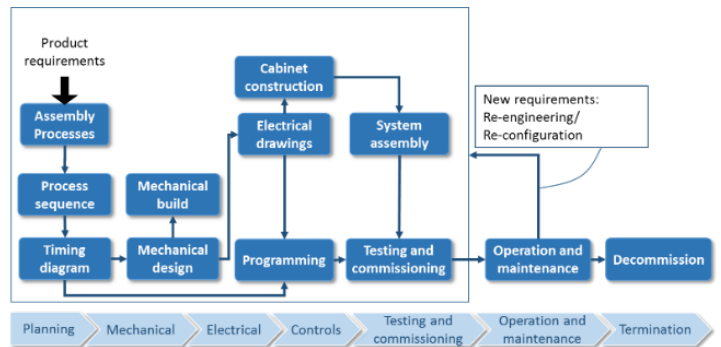 Product
requirements
Assembly
Processes
Process
sequence
Timing
diagram
Mechanical
build
Mechanical
design
Cabinet
construction
Electrical
drawings
Programming
System
assembly
Testing and
commissioning
New requirements:
Re-engineering/
Re-configuration
Operation and
maintenance
Decommission
Planning
Mechanical
Electrical
Controls
Testing and
commissioning
Operation and
maintenance
Termination